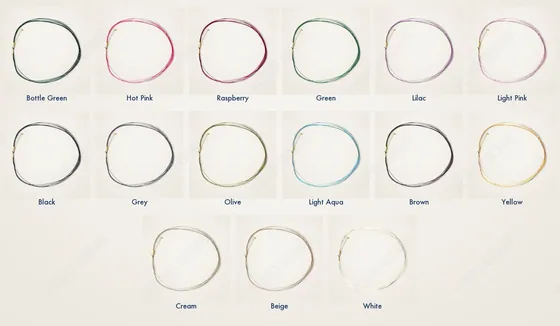 Bottle Green
Hot Pink
Raspberry
Green
Lilac
Light Pink
Black
Grey
Olive
Light Aqua
Brown
Yellow
Cream
Beige
White